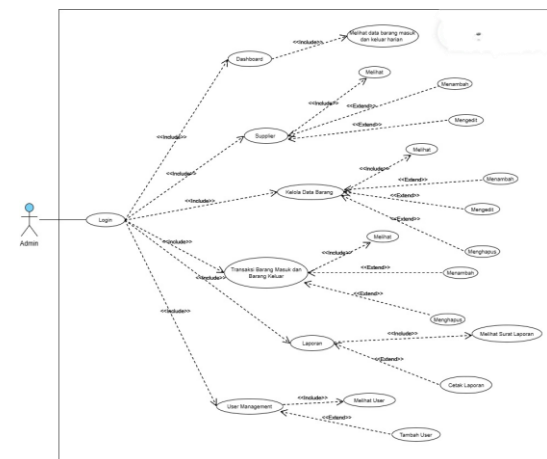 Melihat data barang masuk
dan keluar harian
<<Include>>
Dashboard
Melihat
<<Include>>
Menambah
<<Extend>>
<<Include>>
<<Extend>>
Mengedit
Supplier
Melihat
<<Include>>
<<Include>>
Menambah
<<Extend>>
Kelola Data Barang
<<Include>>
<<Extend>>
Mengedit
<<Extend>>
Login
Admin
Melihat
<<Include>>
<<Include>>
Menghapus
Transaksi Barang Masuk dan
Barang Keluar
<<Extend>>
Menambah
<<Include>>
<<Extend>>
<<Include>>
Menghapus
<<Include>>
Melihat Surat Laporan
Laporan
<<Extend>>
Cetak Laporan
<<Include>>
Melihat User
User Management
<<Extend>>
Tambah User